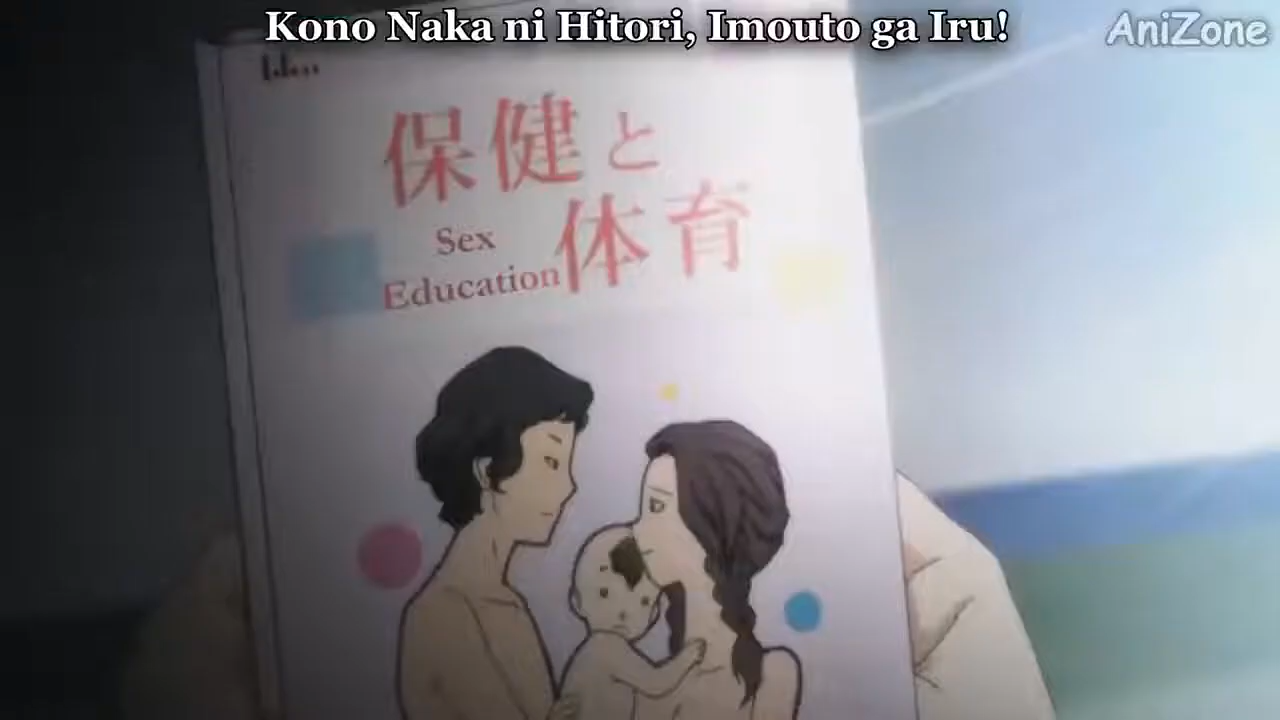 Kono Naka ni Hitori, Imouto ga Iru!
AniZone
保健と
体育
Sex
Education